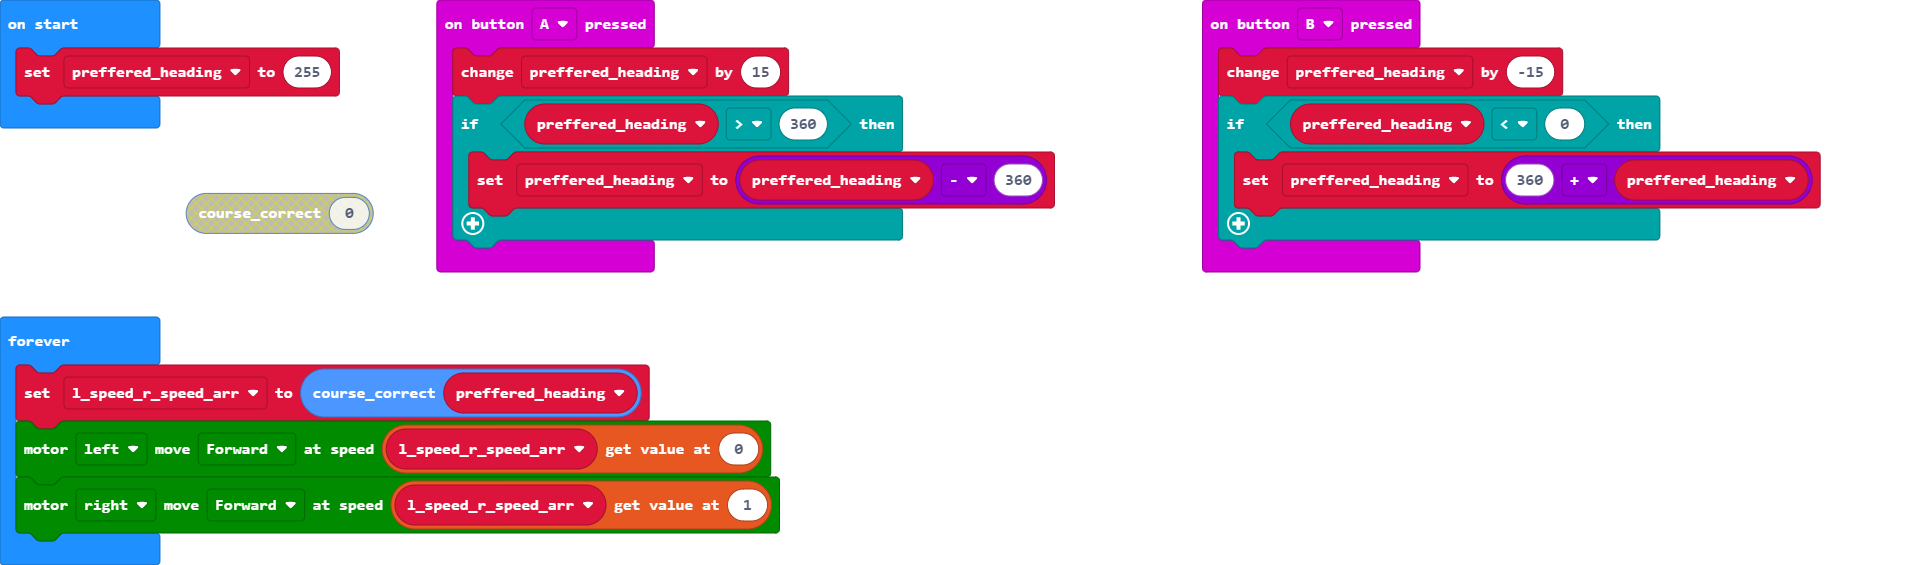 on start
set preffered_heading to 255
course_correct 0
on button A pressed
change preffered_heading by 15
if preffered_heading > 360 then
set preffered_heading to preffered_heading - 360
on button B pressed
change preffered_heading by -15
if preffered_heading < 0 then
set preffered_heading to 360 + preffered_heading
forever
set l_speed_r_speed_arr to course_correct preffered_heading
motor left move Forward at speed l_speed_r_speed_arr get value at 0
motor right move Forward at speed l_speed_r_speed_arr get value at 1